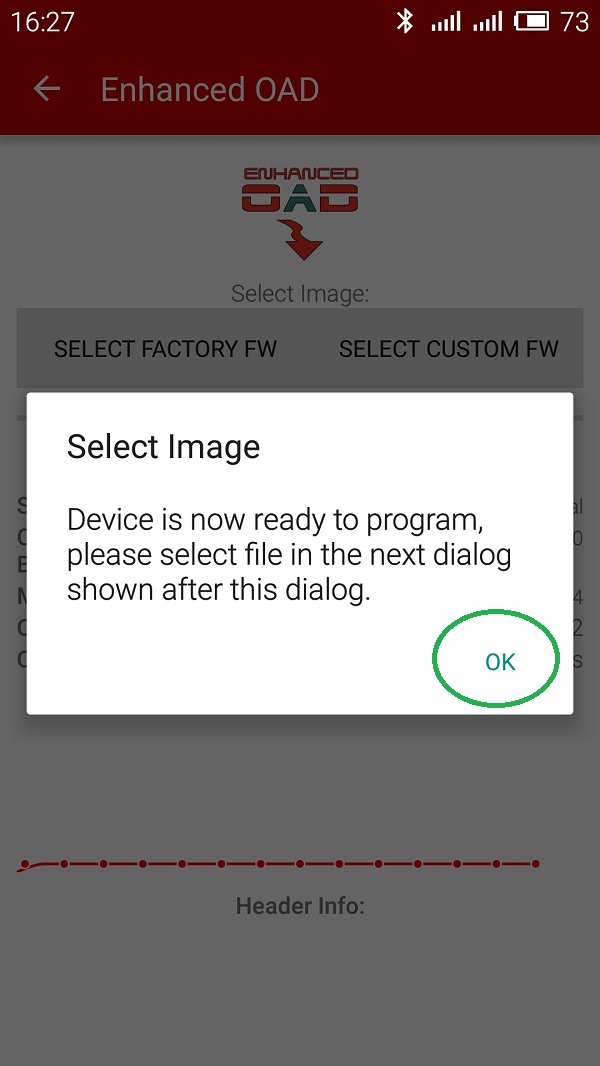 16:27
73
Enhanced OAD
ENHANCED
OAD
Select Image:
SELECT FACTORY FW
SELECT CUSTOM FW
Select Image
Device is now ready to program,
please select file in the next dialog
shown after this dialog.
OK
Header Info: